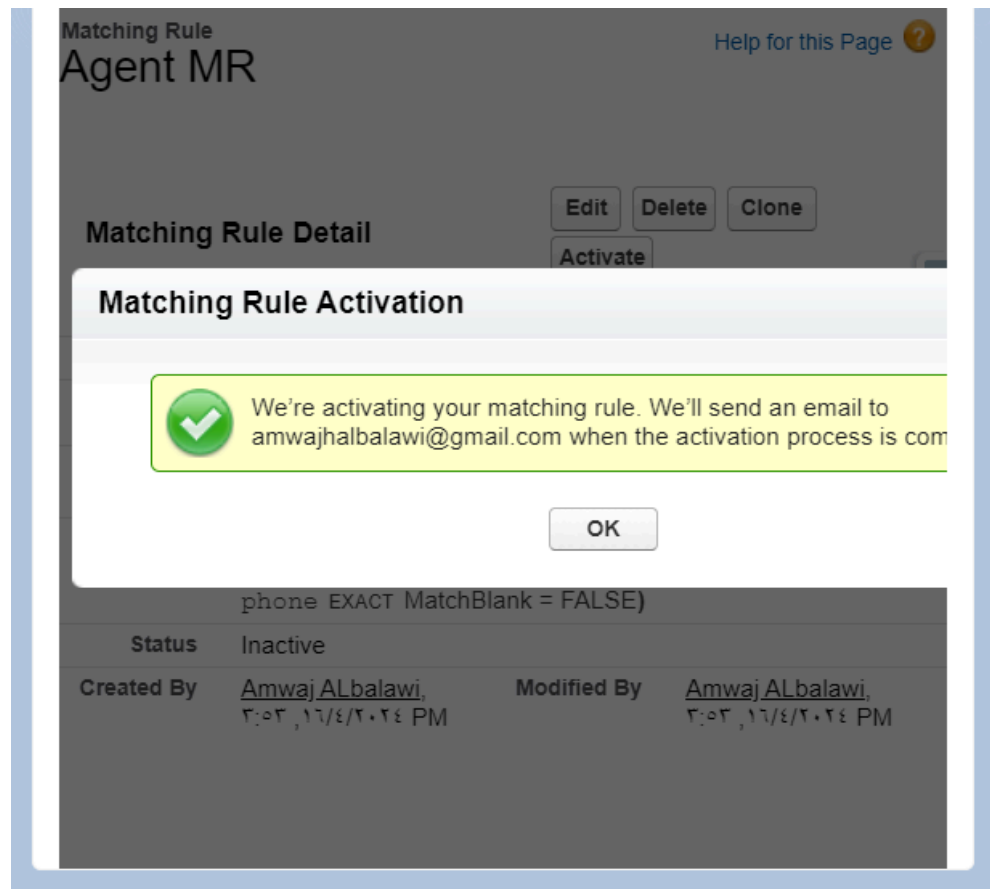 Matching Rule
Agent MR
Help for this Page
?
Matching Rule Detail
Edit
Delete
Clone
Activate
Matching Rule Activation
We're activating your matching rule. We'll send an email to
amwajhalbalawi@gmail.com when the activation process is com
OK
phone EXACT MatchBlank = FALSE)
Status
Inactive
Created By
Amwaj ALbalawi,
٣:٥٣ ,١٦/٤/٢٠٢٤ PM
Modified By
Amwaj ALbalawi,
٣:٥٣ ,١٦/٤/٢٠٢٤ PM